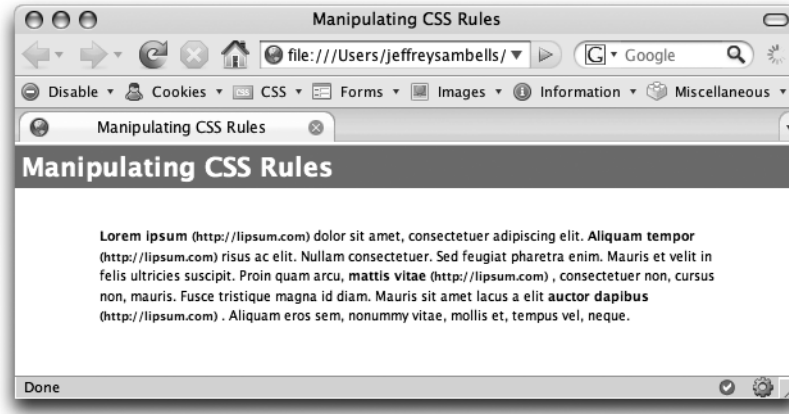 Manipulating CSS Rules
file:///Users/jeffreysambells/
G Google
Disable Cookies CSS CSS Forms Images Information Miscellaneous
Manipulating CSS Rules
Manipulating CSS Rules
Lorem ipsum (http://lipsum.com) dolor sit amet, consectetuer adipiscing elit. Aliquam tempor
(http://lipsum.com) risus ac elit. Nullam consectetuer. Sed feugiat pharetra enim. Mauris et velit in
felis ultricies suscipit. Proin quam arcu, mattis vitae (http://lipsum.com) , consectetuer non, cursus
non, mauris. Fusce tristique magna id diam. Mauris sit amet lacus a elit auctor dapibus
(http://lipsum.com) . Aliquam eros sem, nonummy vitae, mollis et, tempus vel, neque.
Done